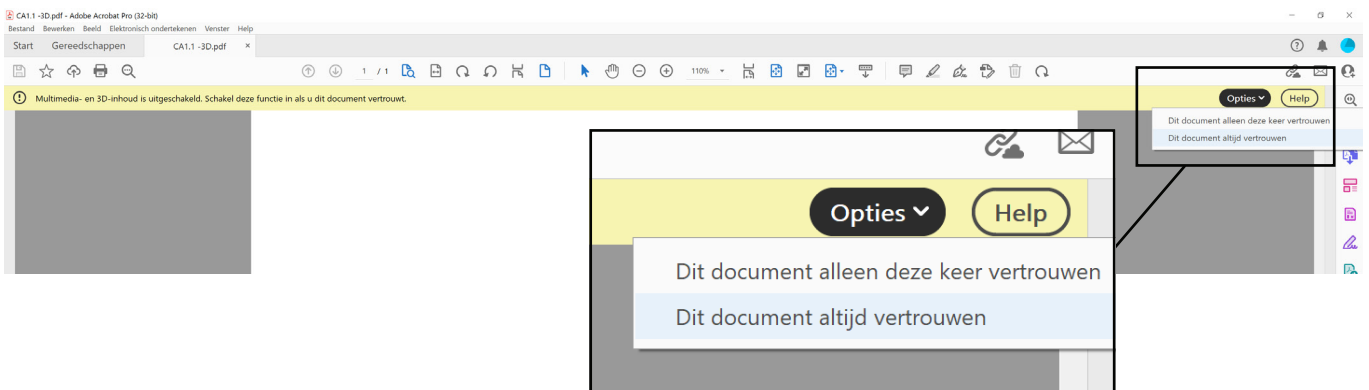 CA1.1 -3D.pdf - Adobe Acrobat Pro (32-bit)
Bestand Bewerken Beeld Elektronisch ondertekenen Venster Help
Start Gereedschappen CA1.1 -3D.pdf ×
1 / 1 110%
Multimedia- en 3D-inhoud is uitgeschakeld. Schakel deze functie in als u dit document vertrouwt. Opties Help
Dit document alleen deze keer vertrouwen
Dit document altijd vertrouwen
Opties Help
Dit document alleen deze keer vertrouwen
Dit document altijd vertrouwen